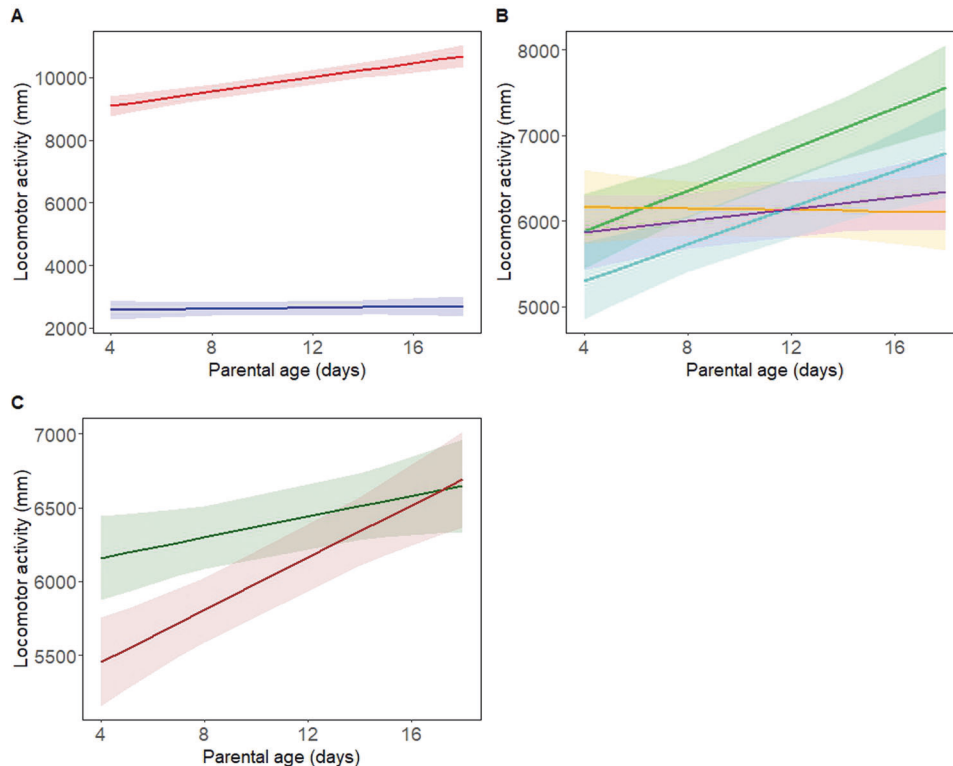 A
10000
8000
6000
4000
2000
4
8
12
16
Locomotor activity (mm)
Parental age (days)
B
8000
7000
6000
5000
4
8
12
16
Locomotor activity (mm)
Parental age (days)
C
7000
6500
6000
5500
4
8
12
16
Locomotor activity (mm)
Parental age (days)